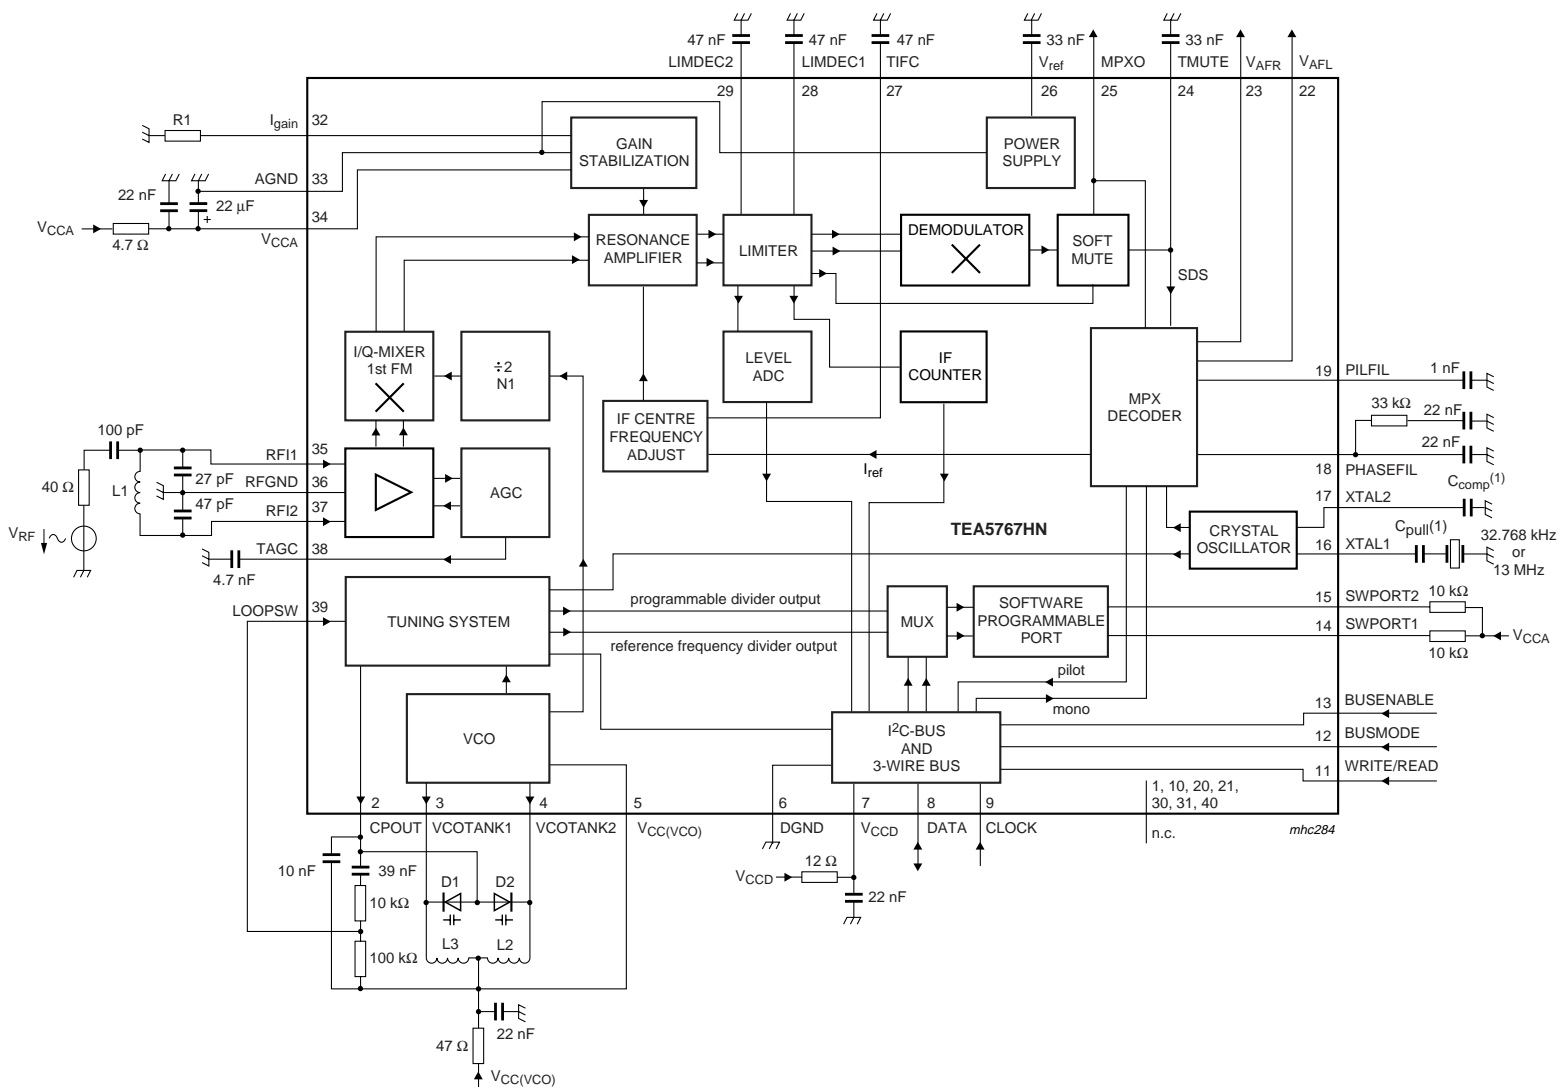 47 nF
47 nF
47 nF
33 nF
33 nF
LIMDEC2
LIMDEC1
TIFC
Vref
MPXO
TMUTE
VAFR
VAFL
29
28
27
26
25
24
23
22
R1
Igain
32
GAIN
STABILIZATION
POWER
SUPPLY
AGND
33
22 nF
22 μF
+
34
VCCA
4.7 Ω
VCCA
RESONANCE
AMPLIFIER
LIMITER
DEMODULATOR
SOFT
MUTE
SDS
I/Q-MIXER
1st FM
÷2
N1
LEVEL
ADC
IF
COUNTER
MPX
DECODER
19
PILFIL
1 nF
33 kΩ
22 nF
22 nF
18
PHASEFIL
IF CENTRE
FREQUENCY
ADJUST
Iref
100 pF
35
RFI1
27 pF
40 Ω
L1
RFGND
36
47 pF
37
RFI2
VRF
AGC
TAGC
38
4.7 nF
TEA5767HN
CRYSTAL
OSCILLATOR
17
XTAL2
Ccomp(1)
16
XTAL1
Cpull(1)
32.768 kHz
or
13 MHz
LOOPSW
39
TUNING SYSTEM
programmable divider output
reference frequency divider output
MUX
SOFTWARE
PROGRAMMABLE
PORT
15
SWPORT2
10 kΩ
14
SWPORT1
10 kΩ
VCCA
pilot
mono
VCO
I2C-BUS
AND
3-WIRE BUS
13
BUSENABLE
12
BUSMODE
11
WRITE/READ
1, 10, 20, 21,
30, 31, 40
n.c.
mhc284
2
3
4
5
6
7
8
9
CPOUT
VCOTANK1
VCOTANK2
VCC(VCO)
DGND
VCCD
DATA
CLOCK
10 nF
39 nF
D1
D2
10 kΩ
100 kΩ
L3
L2
VCCD
12 Ω
22 nF
22 nF
47 Ω
VCC(VCO)